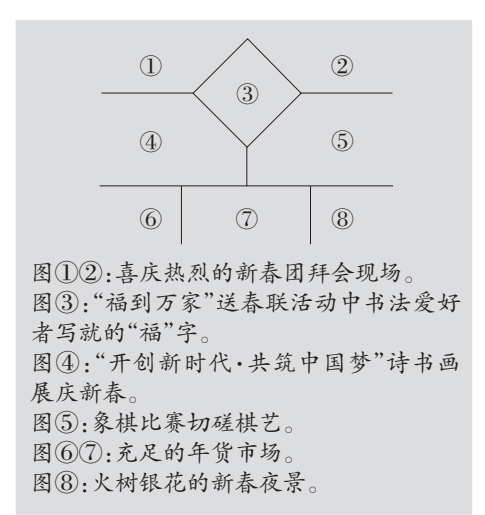 ① ②
③
④ ⑤
⑥ ⑦ ⑧
图①②:喜庆热烈的新春团拜会现场。
图③:“福到万家”送春联活动中书法爱好
者写就的“福”字。
图④:“开创新时代·共筑中国梦”诗书画
展庆新春。
图⑤:象棋比赛切磋棋艺。
图⑥⑦:充足的年货市场。
图⑧:火树银花的新春夜景。